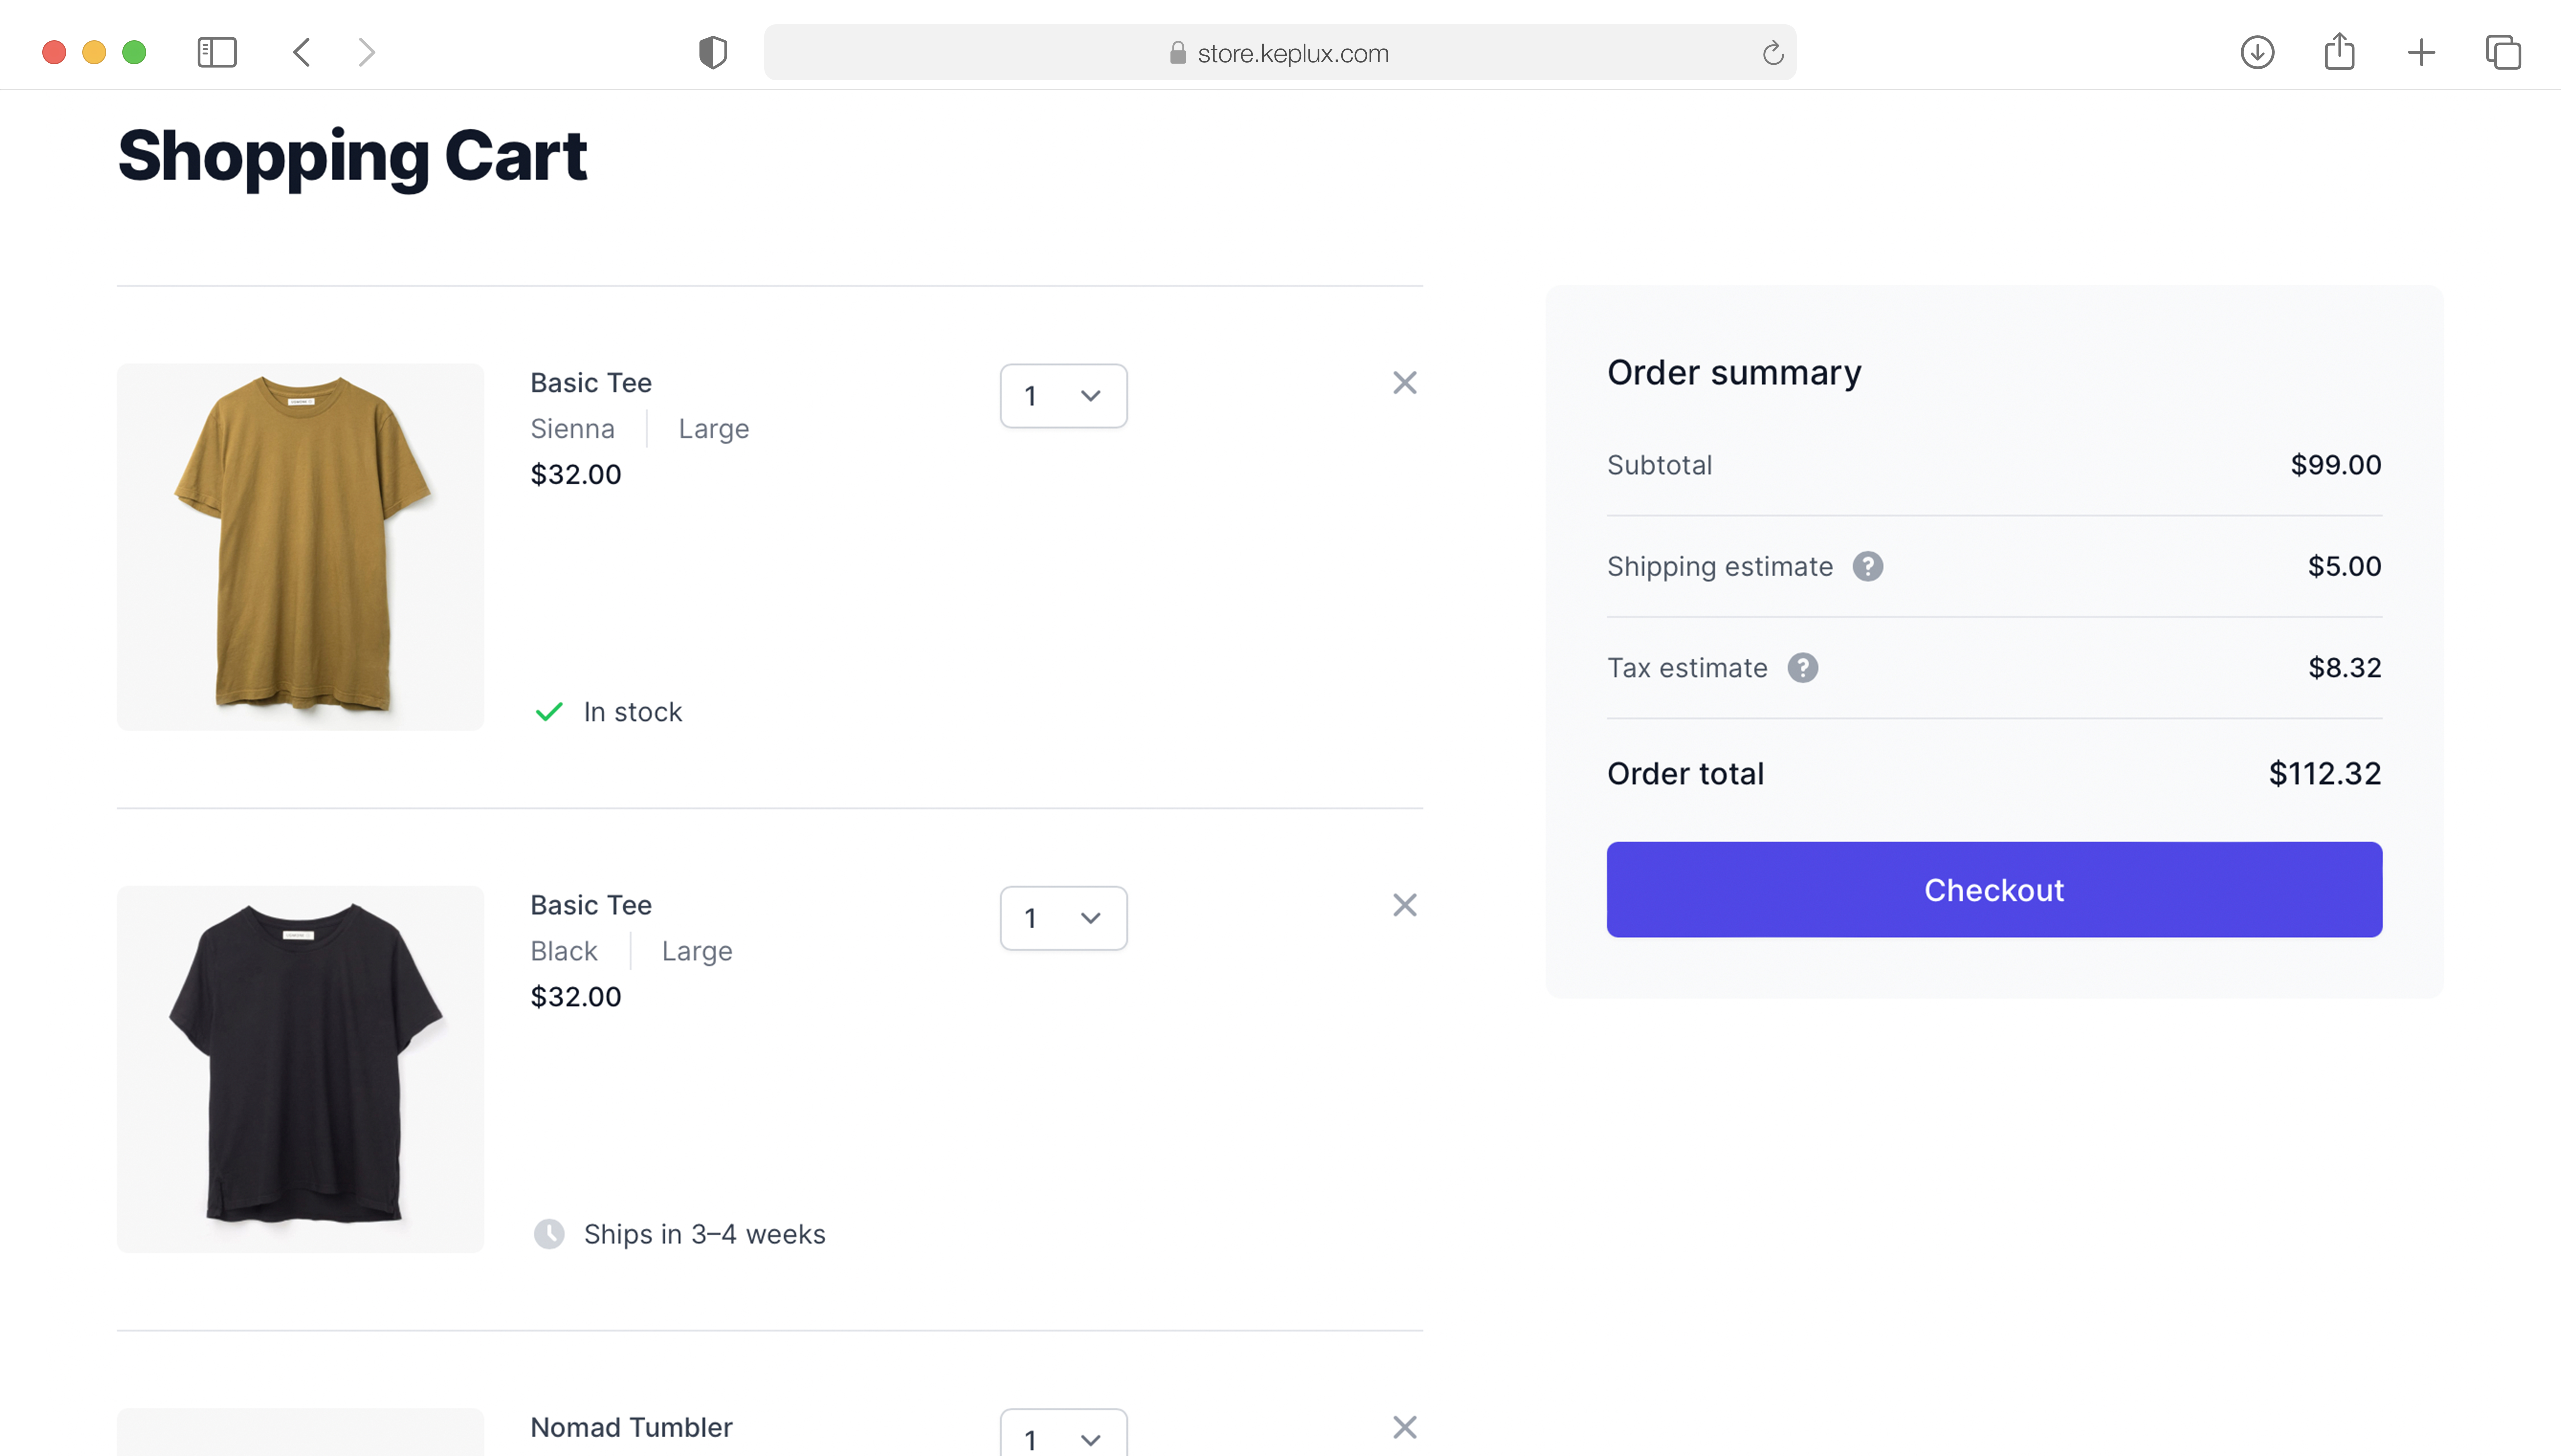 store.keplux.com
Shopping Cart
Basic Tee
Sienna Large
$32.00
1
In stock
Basic Tee
Black Large
$32.00
1
Ships in 3–4 weeks
Nomad Tumbler
1
Order summary
Subtotal $99.00
Shipping estimate ? $5.00
Tax estimate ? $8.32
Order total $112.32
Checkout